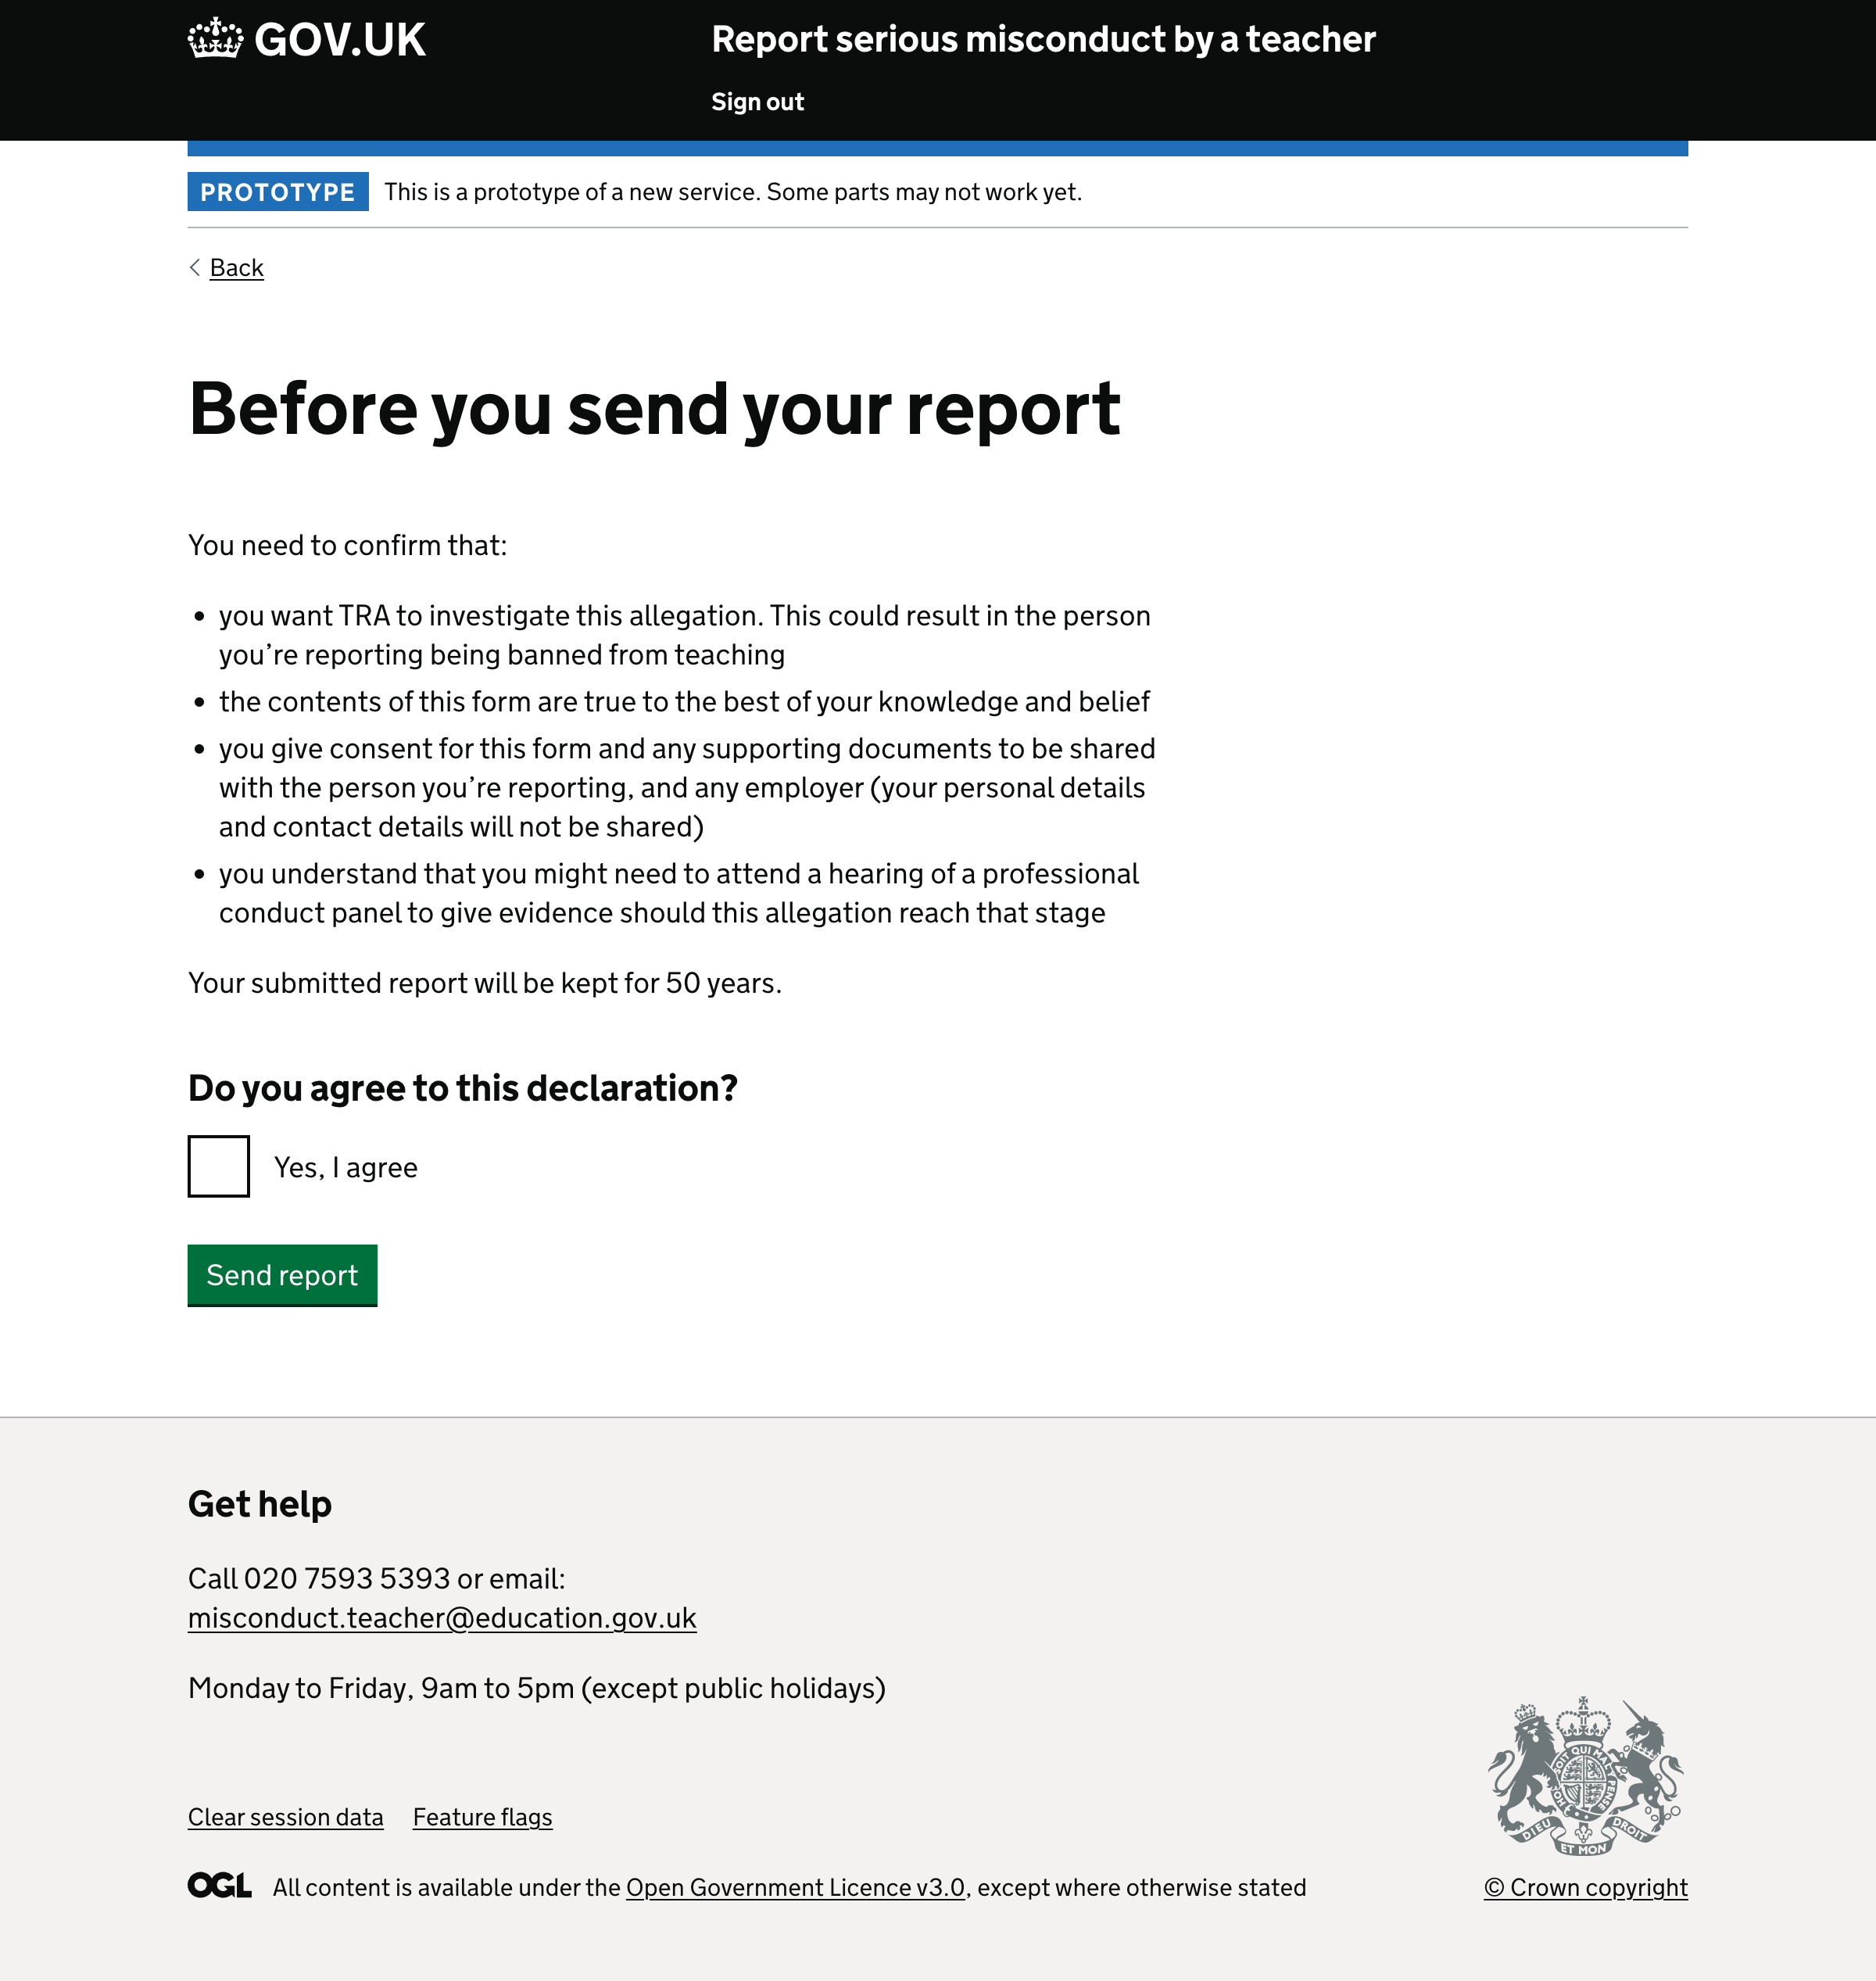 GOV.UK
Report serious misconduct by a teacher
Sign out
PROTOTYPE This is a prototype of a new service. Some parts may not work yet.
Back
Before you send your report
You need to confirm that:
• you want TRA to investigate this allegation. This could result in the person
you’re reporting being banned from teaching
• the contents of this form are true to the best of your knowledge and belief
• you give consent for this form and any supporting documents to be shared
with the person you’re reporting, and any employer (your personal details
and contact details will not be shared)
• you understand that you might need to attend a hearing of a professional
conduct panel to give evidence should this allegation reach that stage
Your submitted report will be kept for 50 years.
Do you agree to this declaration?
Yes, I agree
Send report
Get help
Call 020 7593 5393 or email:
misconduct.teacher@education.gov.uk
Monday to Friday, 9am to 5pm (except public holidays)
Clear session data Feature flags
DIEU ET MON DROIT
OGL All content is available under the Open Government Licence v3.0, except where otherwise stated
© Crown copyright